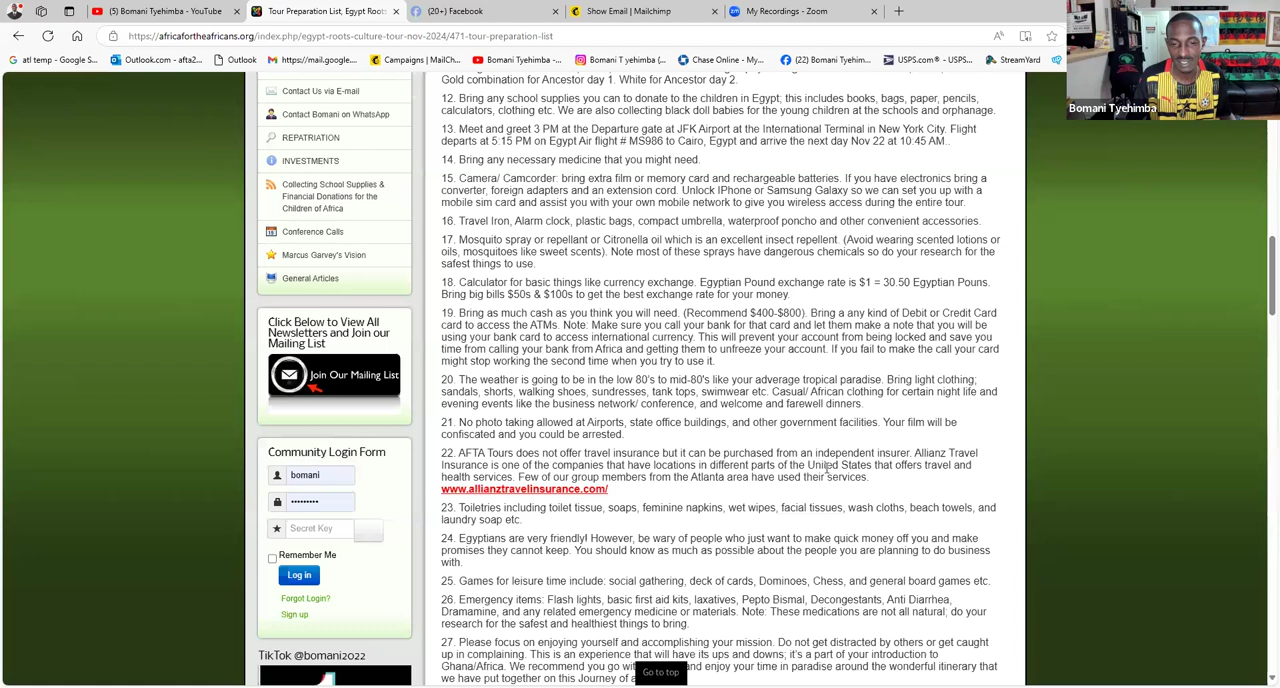 (5) Bomani Tyehimba - YouTube
Tour Preparation List, Egypt Roots
(20+) Facebook
Show Email | Mailchimp
My Recordings - Zoom
https://africafortheafricans.org/index.php/egypt-roots-culture-tour-nov-2024/471-tour-preparation-list
atl temp - Google S...
Outlook.com - afta2...
Outlook
https://mail.google...
Campaigns | MailCh...
Bomani Tyehimba -...
Instagram
Bomani T yehimba -...
Chase Online - My...
(22) Bomani Tyehim...
USPS.com® - USPS...
StreamYard
Bomani Tyehimba
Contact Us via E-mail
Contact Bomani on WhatsApp
REPATRIATION
INVESTMENTS
Collecting School Supplies &
Financial Donations for the
Children of Africa
Conference Calls
Marcus Garvey's Vision
General Articles
Click Below to View All
Newsletters and Join our
Mailing List
Join Our Mailing List
Community Login Form
bomani
Secret Key
Remember Me
Log in
Forgot Login?
Sign up
TikTok @bomani2022
Gold combination for Ancestor day 1. White for Ancestor day 2.
12. Bring any school supplies you can to donate to the children in Egypt; this includes books, bags, paper, pencils,
calculators, clothing etc. We are also collecting black doll babies for the young children at the schools and orphanage.
13. Meet and greet 3 PM at the Departure gate at JFK Airport at the International Terminal in New York City. Flight
departs at 5:15 PM on Egypt Air flight # MS986 to Cairo, Egypt and arrive the next day Nov 22 at 10:45 AM..
14. Bring any necessary medicine that you might need.
15. Camera/ Camcorder: bring extra film or memory card and rechargeable batteries. If you have electronics bring a
converter, foreign adapters and an extension cord. Unlock IPhone or Samsung Galaxy so we can set you up with a
mobile sim card and assist you with your own mobile network to give you wireless access during the entire tour.
16. Travel Iron, Alarm clock, plastic bags, compact umbrella, waterproof poncho and other convenient accessories.
17. Mosquito spray or repellant or Citronella oil which is an excellent insect repellent. (Avoid wearing scented lotions or
oils, mosquitoes like sweet scents). Note most of these sprays have dangerous chemicals so do your research for the
safest things to use.
18. Calculator for basic things like currency exchange. Egyptian Pound exchange rate is $1 = 30.50 Egyptian Pouns.
Bring big bills $50s & $100s to get the best exchange rate for your money.
19. Bring as much cash as you think you will need. (Recommend $400-$800). Bring a any kind of Debit or Credit Card
card to access the ATMs. Note: Make sure you call your bank for that card and let them make a note that you will be
using your bank card to access international currency. This will prevent your account from being locked and save you
time from calling your bank from Africa and getting them to unfreeze your account. If you fail to make the call your card
might stop working the second time when you try to use it.
20. The weather is going to be in the low 80's to mid-80's like your adverage tropical paradise. Bring light clothing;
sandals, shorts, walking shoes, sundresses, tank tops, swimwear etc. Casual/ African clothing for certain night life and
evening events like the business network/ conference, and welcome and farewell dinners.
21. No photo taking allowed at Airports, state office buildings, and other government facilities. Your film will be
confiscated and you could be arrested.
22. AFTA Tours does not offer travel insurance but it can be purchased from an independent insurer. Allianz Travel
Insurance is one of the companies that have locations in different parts of the United States that offers travel and
health services. Few of our group members from the Atlanta area have used their services.
www.allianztravelinsurance.com/
23. Toiletries including toilet tissue, soaps, feminine napkins, wet wipes, facial tissues, wash cloths, beach towels, and
laundry soap etc.
24. Egyptians are very friendly! However, be wary of people who just want to make quick money off you and make
promises they cannot keep. You should know as much as possible about the people you are planning to do business
with.
25. Games for leisure time include: social gathering, deck of cards, Dominoes, Chess, and general board games etc.
26. Emergency items: Flash lights, basic first aid kits, laxatives, Pepto Bismal, Decongestants, Anti Diarrhea,
Dramamine, and any related emergency medicine or materials. Note: These medications are not all natural; do your
research for the safest and healthiest things to bring.
27. Please focus on enjoying yourself and accomplishing your mission. Do not get distracted by others or get caught
up in complaining. This is an experience that will have its ups and downs; it's a part of your introduction to
Ghana/Africa. We recommend you go and enjoy your time in paradise around the wonderful itinerary that
we have put together on this Journey of
Go to top